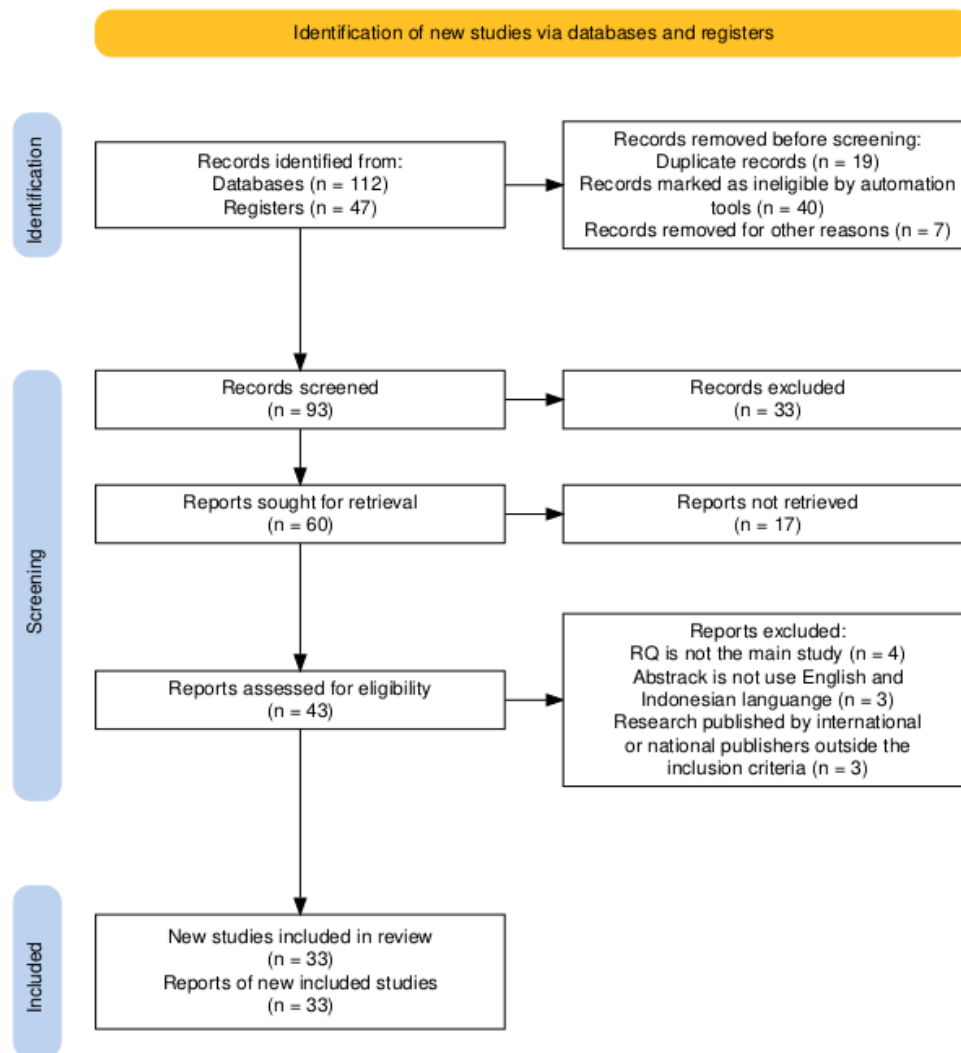 Identification of new studies via databases and registers
Identification
Records identified from:
Databases (n = 112)
Registers (n = 47)
Records removed before screening:
Duplicate records (n = 19)
Records marked as ineligible by automation
tools (n = 40)
Records removed for other reasons (n = 7)
Screening
Records screened
(n = 93)
Records excluded
(n = 33)
Reports sought for retrieval
(n = 60)
Reports not retrieved
(n = 17)
Reports assessed for eligibility
(n = 43)
Reports excluded:
RQ is not the main study (n = 4)
Abstrack is not use English and
Indonesian languange (n = 3)
Research published by international
or national publishers outside the
inclusion criteria (n = 3)
Included
New studies included in review
(n = 33)
Reports of new included studies
(n = 33)